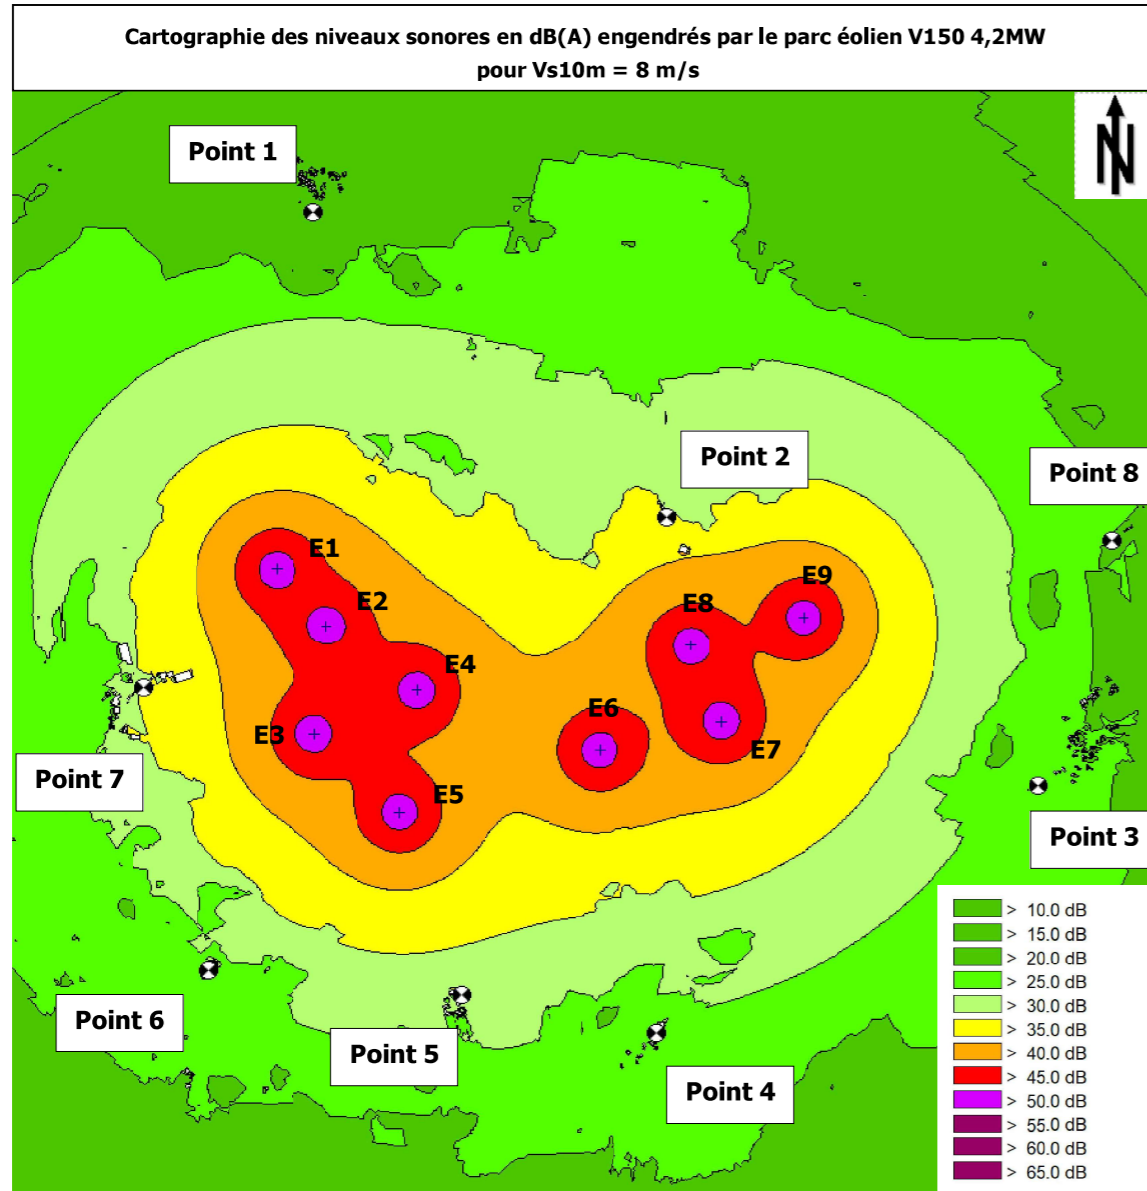 Cartographie des niveaux sonores en dB(A) engendrés par le parc éolien V150 4,2MW
pour Vs10m = 8 m/s
N
Point 1
Point 2
Point 8
E1
E2
E9
E8
E4
E6
E3
E7
Point 7
E5
Point 3
Point 6
Point 5
Point 4
> 10.0 dB
> 15.0 dB
> 20.0 dB
> 25.0 dB
> 30.0 dB
> 35.0 dB
> 40.0 dB
> 45.0 dB
> 50.0 dB
> 55.0 dB
> 60.0 dB
> 65.0 dB